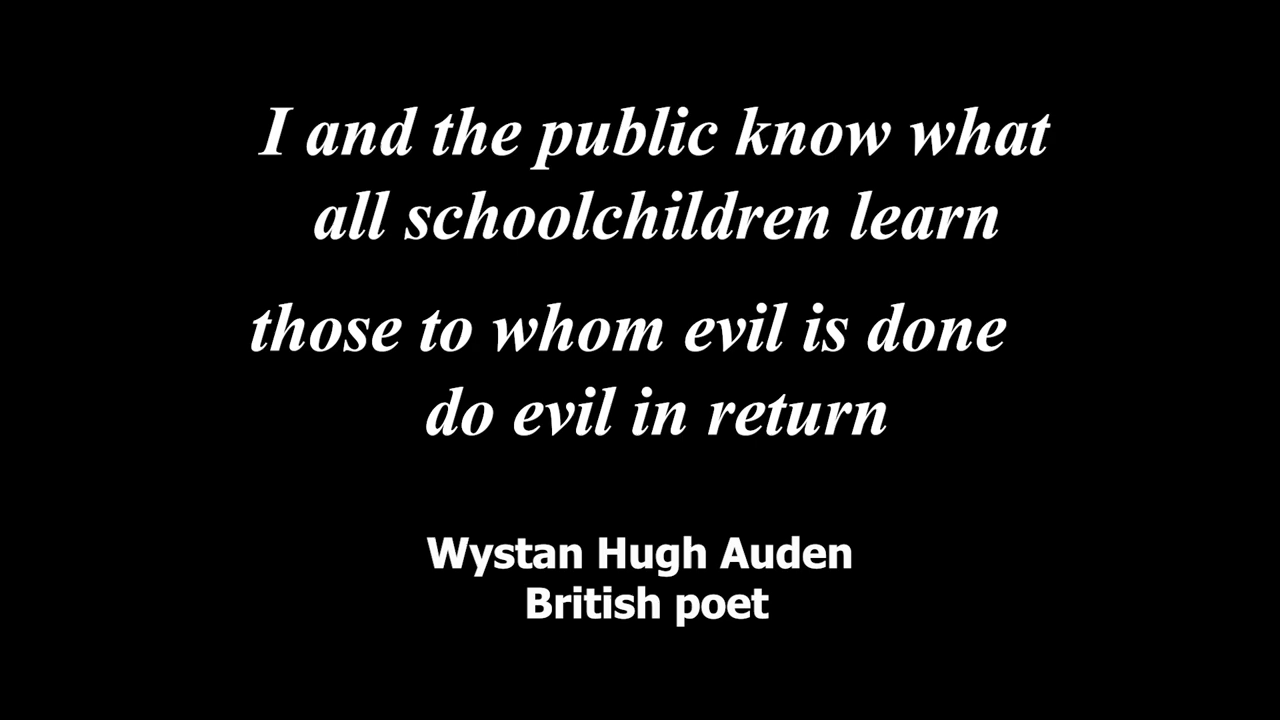 I and the public know what
all schoolchildren learn
those to whom evil is done
do evil in return
Wystan Hugh Auden
British poet